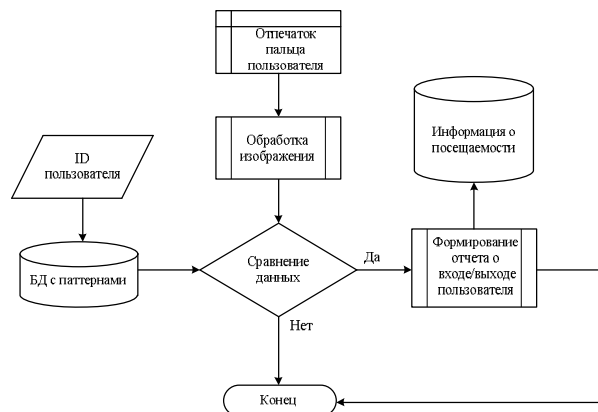 Отпечаток
пальца
пользователя
Обработка
изображения
Информация о
посещаемости
ID
пользователя
БД с паттернами
Сравнение
данных
Да
Формирование
отчета о
входе/выходе
пользователя
Нет
Конец